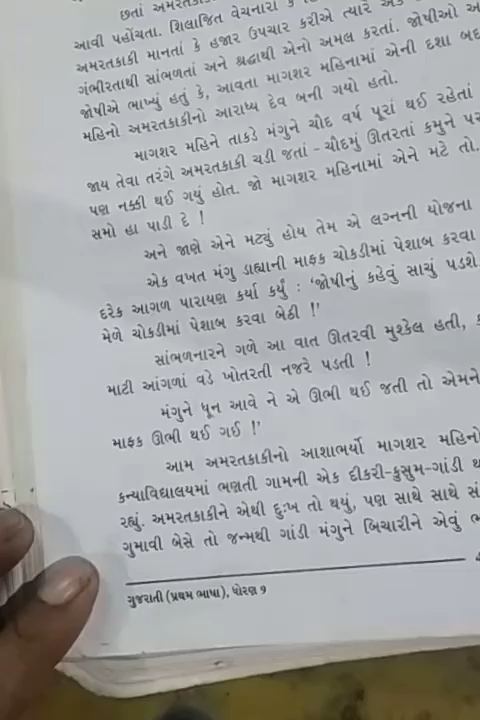 છતાં અમરતકાકી
આવી પહોંચતા. શિલાજિત વેચનારા
અમરતકાકી માનતાં કે હજાર ઉપચાર કરીએ ત્યારે
ગંભીરતાથી સાંભળતાં અને શ્રદ્ધાથી એનો અમલ કરતાં. જોષીઓ
જોષીએ ભાખ્યું હતું કે, આવતા માગશર મહિનામાં એની દશા
મહિનો અમરતકાકીનો આરાધ્ય દેવ બની ગયો હતો.
માગશર મહિને તાકડે મંગુને ચૌદ વર્ષ પૂરાં થઈ રહેતાં
જાય તેવા તરંગે અમરતકાકી ચડી જતાં - ચૌદમું ઊતરતાં કમુને
પણ નક્કી થઈ ગયું હોત. જો માગશર મહિનામાં એને મટે તો.
સમો હા પાડી દે !
અને જાણે એને મટ્યું હોય તેમ એ લગ્નની યોજના
એક વખત મંગુ ડાહ્યાની માફક ચોકડીમાં પેશાબ કરવા
દરેક આગળ પારાયણ કર્યા કર્યું : ‘જોષીનું કહેવું સાચું પડશે.
મેળે ચોકડીમાં પેશાબ કરવા બેઠી !’
સાંભળનારને ગળે આ વાત ઊતરવી મુશ્કેલ હતી,
માટી આંગળાં વડે ખોતરતી નજરે પડતી !
મંગુને ધૂન આવે ને એ ઊભી થઈ જતી તો એમને
માફક ઊભી થઈ ગઈ !’
આમ અમરતકાકીનો આશાભર્યો માગશર મહિનો
કન્યાવિદ્યાલયમાં ભણતી ગામની એક દીકરી-કુસુમ-ગાંડી
રહ્યું. અમરતકાકીને એથી દુઃખ તો થયું, પણ સાથે સાથે
ગુમાવી બેસે તો જન્મથી ગાંડી મંગુને બિચારીને એવું
ગુજરાતી (પ્રથમ ભાષા), ધોરણ ૧